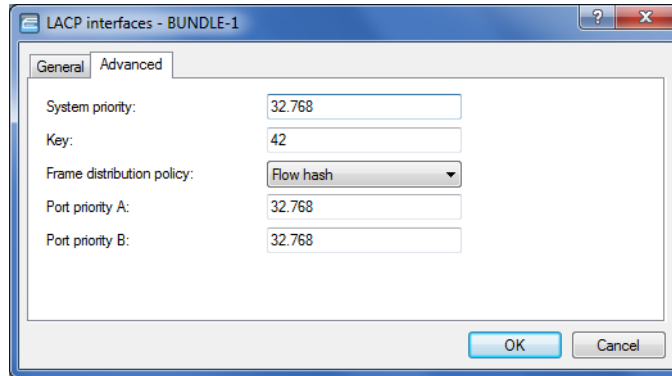 LACP interfaces - BUNDLE-1
General Advanced
System priority: 32.768
Key: 42
Frame distribution policy: Flow hash
Port priority A: 32.768
Port priority B: 32.768
OK Cancel